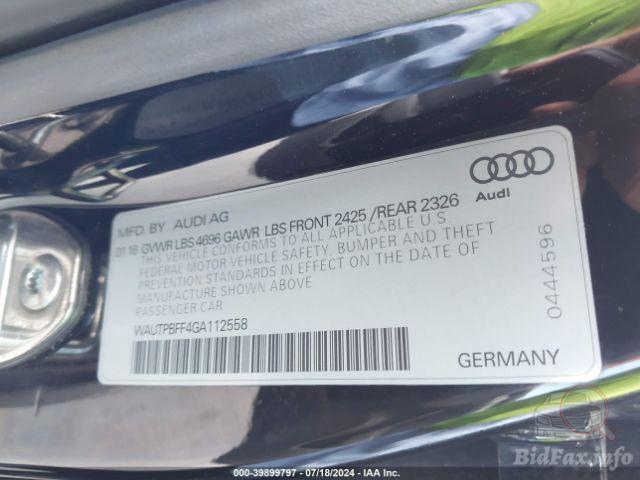 Audi
MFD. BY AUDI AG
01 16 GVWR LBS 4696 GAWR LBS FRONT 2425 / REAR 2326
THIS VEHICLE CONFORMS TO ALL APPLICABLE U.S.
FEDERAL MOTOR VEHICLE SAFETY, BUMPER AND THEFT
PREVENTION STANDARDS IN EFFECT ON THE DATE OF
MANUFACTURE SHOWN ABOVE
PASSENGER CAR
WAUTPBFF4GA112558
0444596
GERMANY
000-39899797 - 07/18/2024 - IAA Inc.
BidFax.info